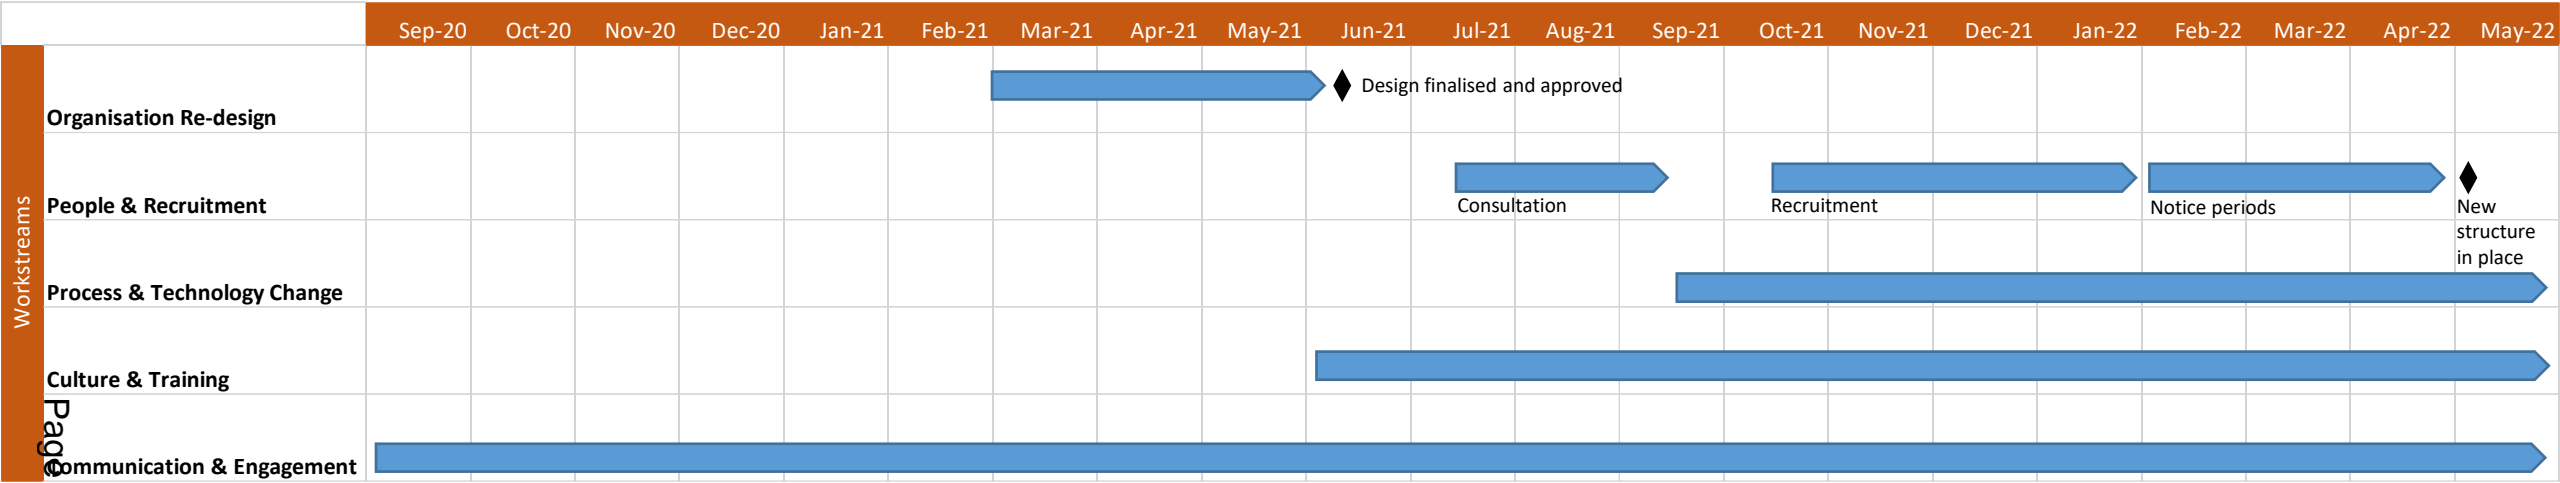 Sep-20 Oct-20 Nov-20 Dec-20 Jan-21 Feb-21 Mar-21 Apr-21 May-21 Jun-21 Jul-21 Aug-21 Sep-21 Oct-21 Nov-21 Dec-21 Jan-22 Feb-22 Mar-22 Apr-22 May-22
Workstreams
Organisation Re-design
Design finalised and approved
People & Recruitment
Consultation
Recruitment
Notice periods
New
structure
in place
Process & Technology Change
Culture & Training
Page
Communication & Engagement